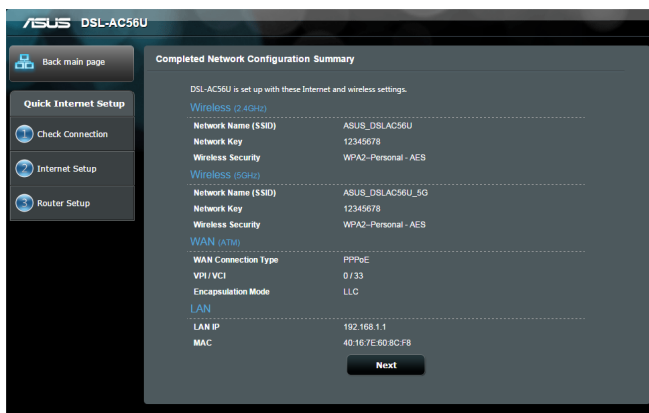 ASUS DSL-AC56U
Back main page
Quick Internet Setup
1 Check Connection
2 Internet Setup
3 Router Setup
Completed Network Configuration Summary
DSL-AC56U is set up with these Internet and wireless settings.
Wireless (2.4GHz)
Network Name (SSID) ASUS_DSLAC56U
Network Key 12345678
Wireless Security WPA2-Personal - AES
Wireless (5GHz)
Network Name (SSID) ASUS_DSLAC56U_5G
Network Key 12345678
Wireless Security WPA2-Personal - AES
WAN (ATM)
WAN Connection Type PPPoE
VPI / VCI 0 / 33
Encapsulation Mode LLC
LAN
LAN IP 192.168.1.1
MAC 40:16:7E:60:8C:F8
Next